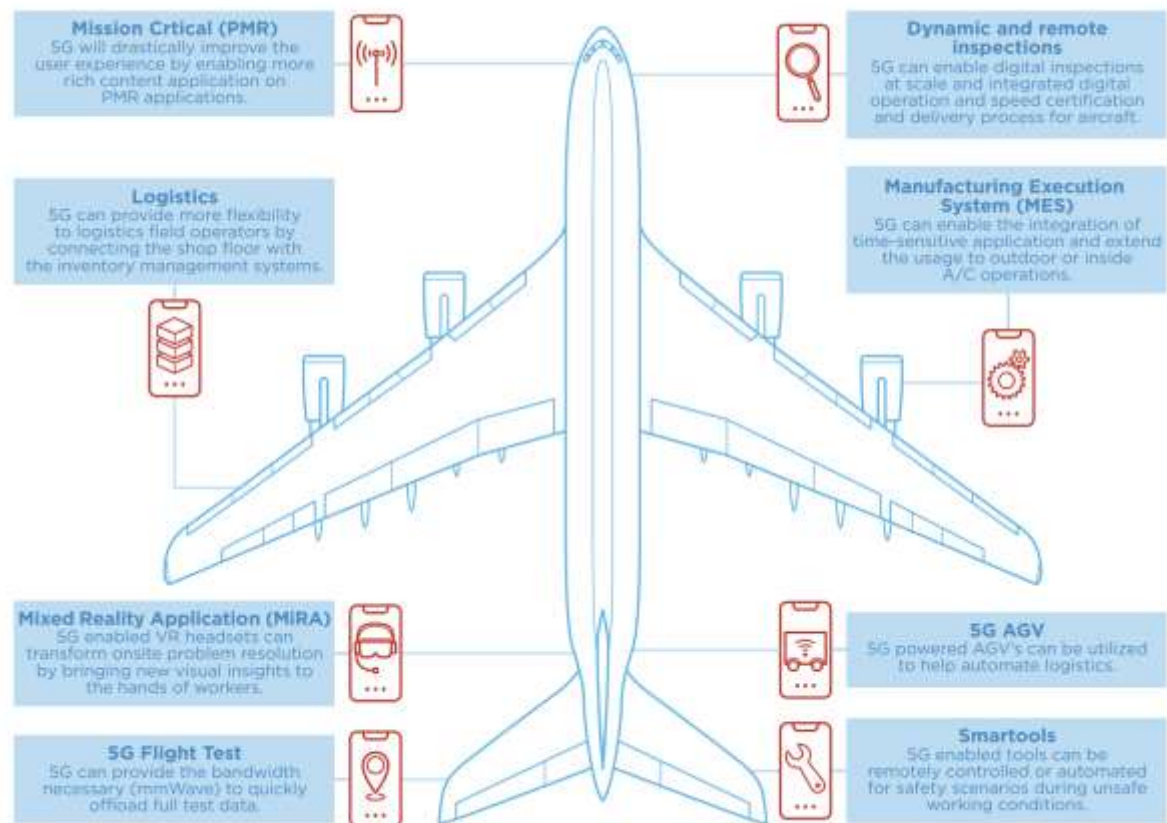 Mission Crtical (PMR)
5G will drastically improve the
user experience by enabling more
rich content application on
PMR applications.
Dynamic and remote
inspections
5G can enable digital inspections
at scale and integrated digital
operation and speed certification
and delivery process for aircraft.
Logistics
5G can provide more flexibility
to logistics field operators by
connecting the shop floor with
the inventory management systems.
Manufacturing Execution
System (MES)
5G can enable the integration of
time-sensitive application and extend
the usage to outdoor or inside
A/C operations.
Mixed Reality Application (MiRA)
5G enabled VR headsets can
transform onsite problem resolution
by bringing new visual insights to
the hands of workers.
5G AGV
5G powered AGV's can be utilized
to help automate logistics.
5G Flight Test
5G can provide the bandwidth
necessary (mmWave) to quickly
offload full test data.
Smartools
5G enabled tools can be
remotely controlled or automated
for safety scenarios during unsafe
working conditions.